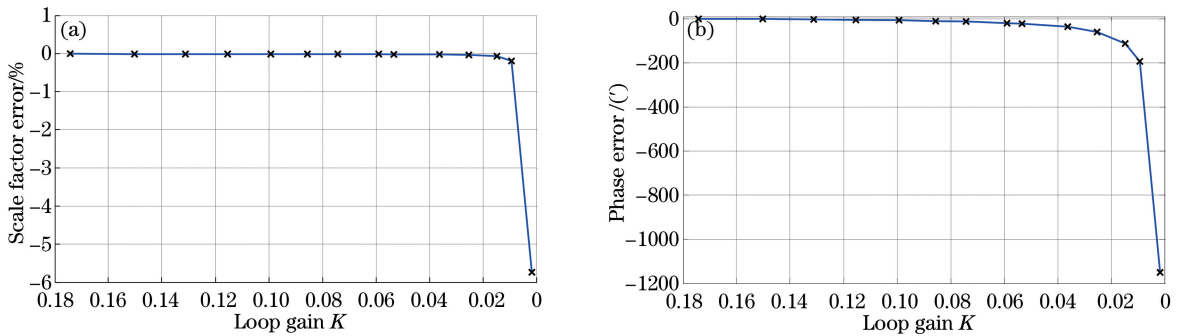 (a)
Scale factor error/%
1
0
−1
−2
−3
−4
−5
−6
0.18 0.16 0.14 0.12 0.10 0.08 0.06 0.04 0.02 0
Loop gain K
(b)
Phase error /(′)
0
−200
−400
−600
−800
−1000
−1200
0.18 0.16 0.14 0.12 0.10 0.08 0.06 0.04 0.02 0
Loop gain K